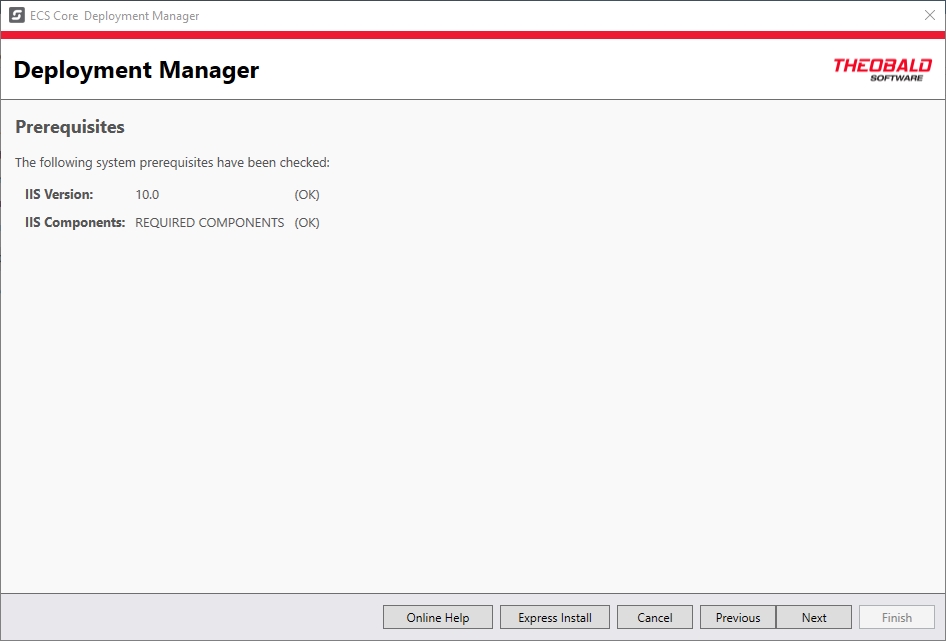 ECS Core Deployment Manager
Deployment Manager
THEOBALD
SOFTWARE
Prerequisites
The following system prerequisites have been checked:
IIS Version: 10.0 (OK)
IIS Components: REQUIRED COMPONENTS (OK)
Online Help Express Install Cancel Previous Next Finish